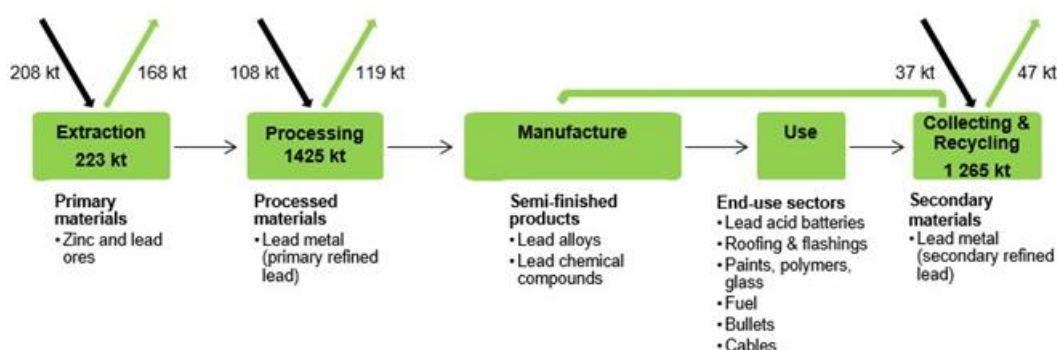 208 kt
168 kt
108 kt
119 kt
37 kt
47 kt
Extraction
223 kt
Processing
1425 kt
Manufacture
Use
Collecting &
Recycling
1 265 kt
Primary
materials
• Zinc and lead
ores
Processed
materials
• Lead metal
(primary refined
lead)
Semi-finished
products
• Lead alloys
• Lead chemical
compounds
End-use sectors
• Lead acid batteries
• Roofing & flashings
• Paints, polymers,
glass
• Fuel
• Bullets
• Cables
Secondary
materials
• Lead metal
(secondary refined
lead)